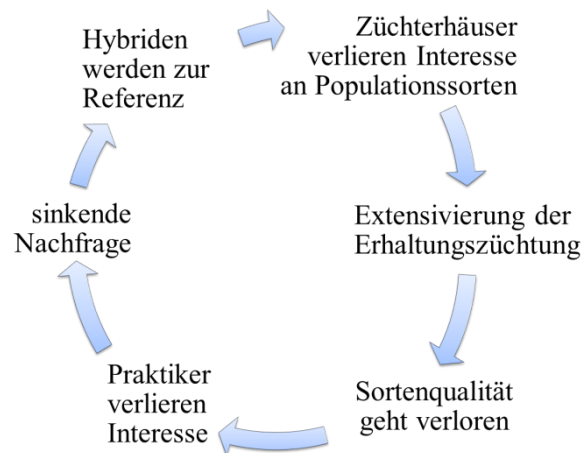 Hybriden
werden zur
Referenz
Züchterhäuser
verlieren Interesse
an Populationssorten
Extensivierung der
Erhaltungszüchtung
Sortenqualität
geht verloren
Praktiker
verlieren
Interesse
sinkende
Nachfrage